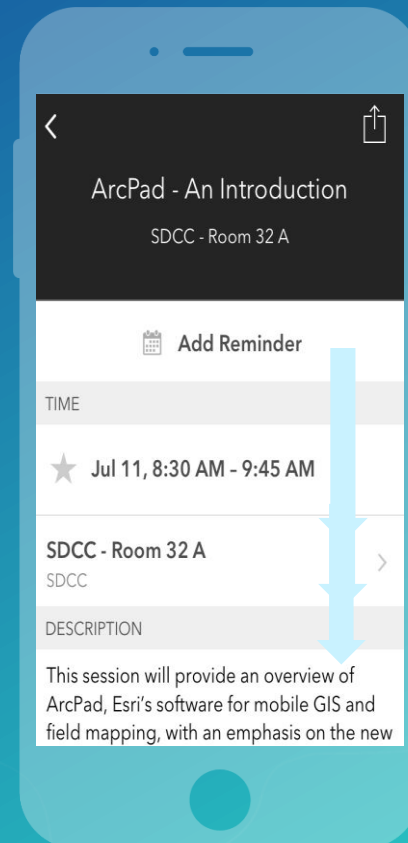 ArcPad - An Introduction
SDCC - Room 32 A
Add Reminder
TIME
Jul 11, 8:30 AM - 9:45 AM
SDCC - Room 32 A
SDCC
DESCRIPTION
This session will provide an overview of
ArcPad, Esri's software for mobile GIS and
field mapping, with an emphasis on the new